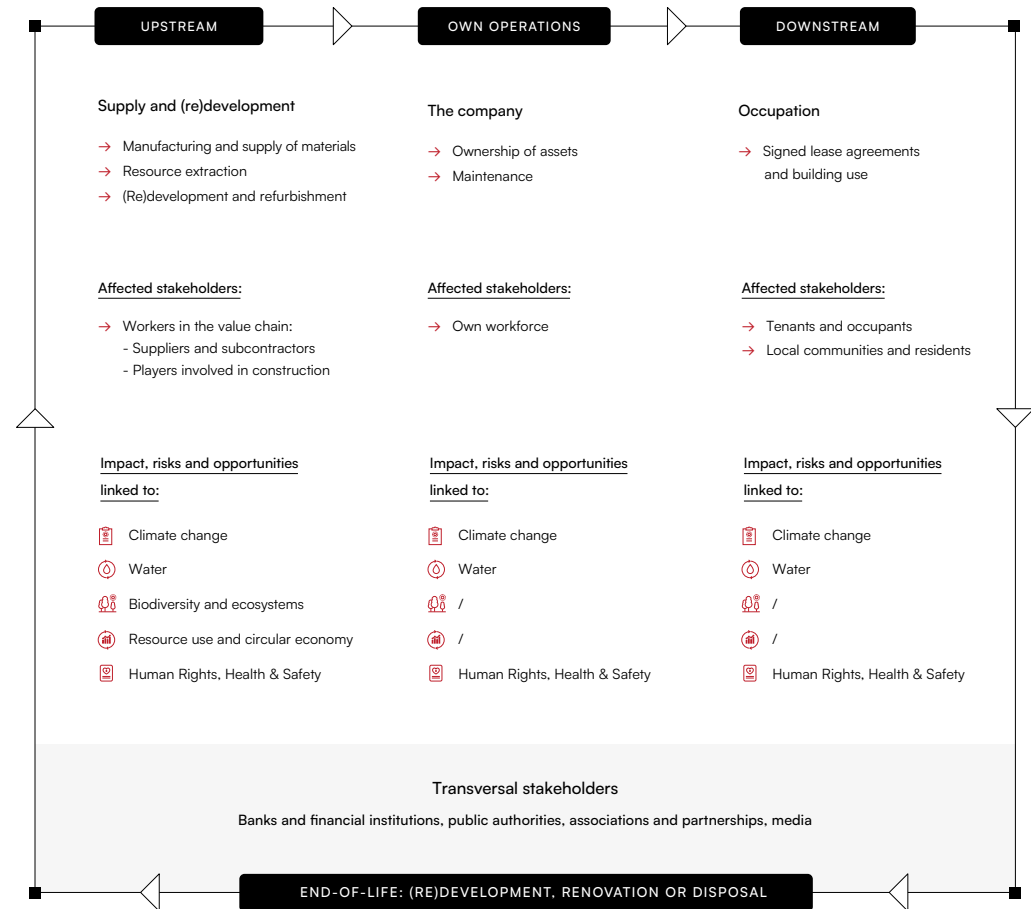 UPSTREAM
OWN OPERATIONS
DOWNSTREAM
Supply and (re)development
Manufacturing and supply of materials
Resource extraction
(Re)development and refurbishment
The company
Ownership of assets
Maintenance
Occupation
Signed lease agreements
and building use
Affected stakeholders:
Workers in the value chain:
- Suppliers and subcontractors
- Players involved in construction
Affected stakeholders:
Own workforce
Affected stakeholders:
Tenants and occupants
Local communities and residents
Impact, risks and opportunities
linked to:
Climate change
Water
Biodiversity and ecosystems
Resource use and circular economy
Human Rights, Health & Safety
Impact, risks and opportunities
linked to:
Climate change
Water
/
/
Human Rights, Health & Safety
Impact, risks and opportunities
linked to:
Climate change
Water
/
/
Human Rights, Health & Safety
Transversal stakeholders
Banks and financial institutions, public authorities, associations and partnerships, media
END-OF-LIFE: (RE)DEVELOPMENT, RENOVATION OR DISPOSAL